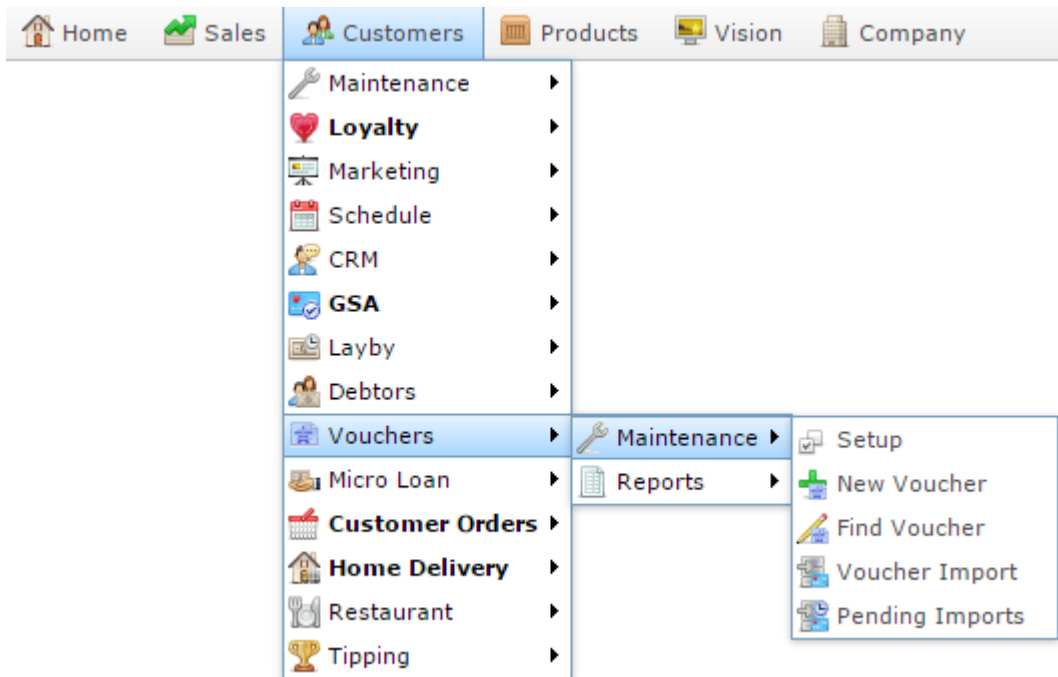 Home Sales Customers Products Vision Company
Maintenance
Loyalty
Marketing
Schedule
CRM
GSA
Layby
Debtors
Vouchers
Micro Loan
Customer Orders
Home Delivery
Restaurant
Tipping
Maintenance
Reports
Setup
New Voucher
Find Voucher
Voucher Import
Pending Imports